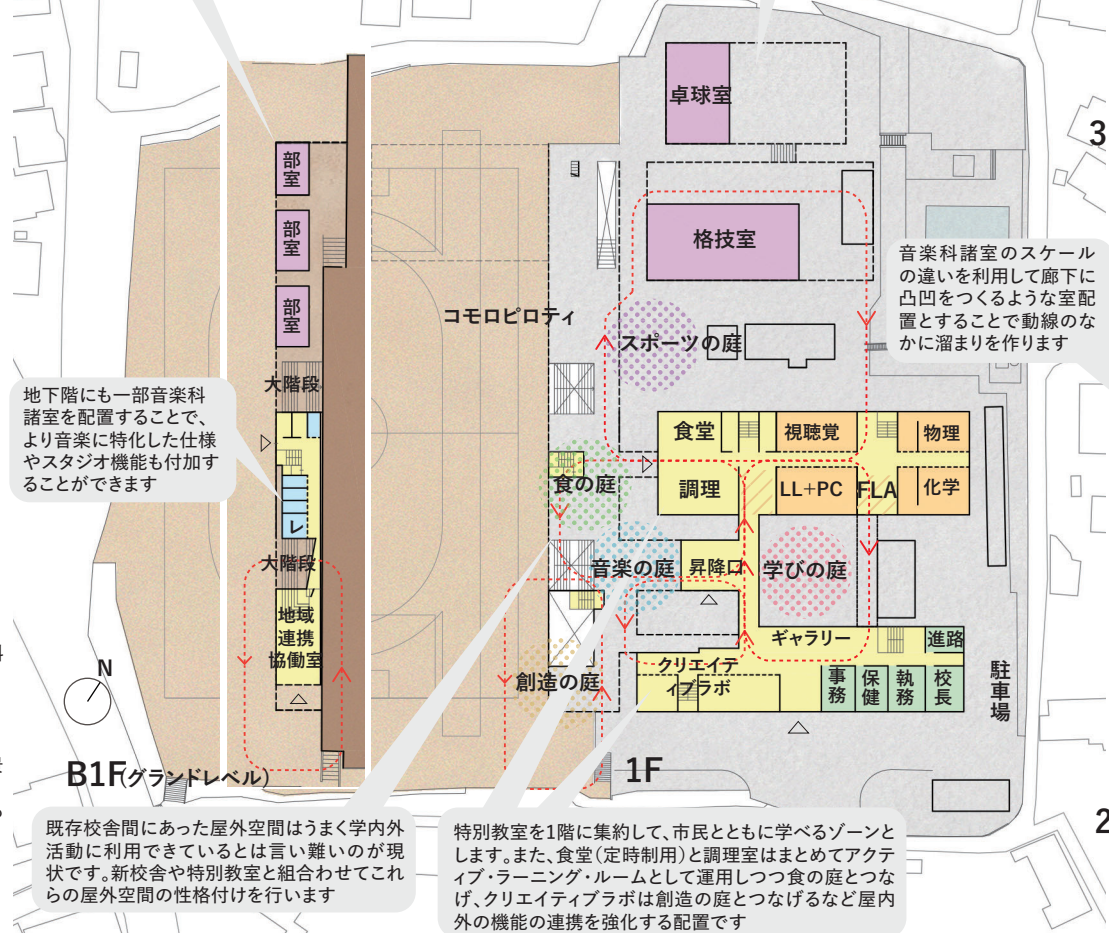 卓球室
3
部室
部室
部室
格技室
コモロピロティ
スポーツの庭
音楽科諸室のスケール
の違いを利用して廊下に
凸凹をつくるような室配
置とすることで動線のな
かに溜まりを作ります
大階段
地下階にも一部音楽科
諸室を配置することで、
より音楽に特化した仕様
やスタジオ機能も付加す
ることができます
レ
大階段
地域
連携
協働室
食堂
視聴覚
物理
食の庭
調理
LL+PC
FLA
化学
音楽の庭
昇降口
学びの庭
ギャラリー
進路
クリエイテ
ィブラボ
事務
保健
執務
校長
創造の庭
駐車場
N
B1F(グランドレベル)
1F
2
既存校舎間にあった屋外空間はうまく学内外
活動に利用できているとは言い難いのが現
状です。新校舎や特別教室と組合わせてこれ
らの屋外空間の性格付けを行います
特別教室を1階に集約して、市民とともに学べるゾーンと
します。また、食堂(定時制用)と調理室はまとめてアクテ
ィブ・ラーニング・ルームとして運用しつつ食の庭とつな
げ、クリエイティブラボは創造の庭とつなげるなど屋内
外の機能の連携を強化する配置です